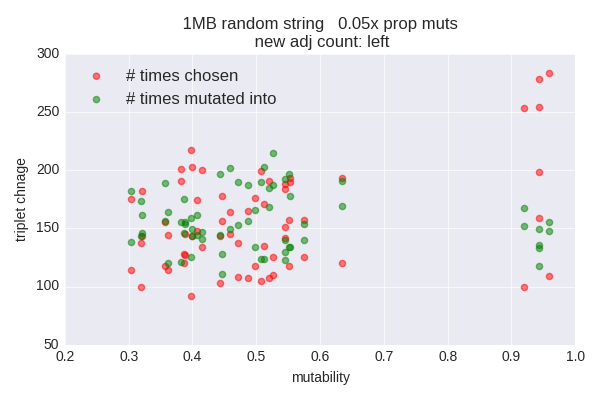 1MB random string   0.05x prop muts
new adj count: left
300
250
200
150
100
50
triplet chnage
# times chosen
# times mutated into
0.2 0.3 0.4 0.5 0.6 0.7 0.8 0.9 1.0
mutability